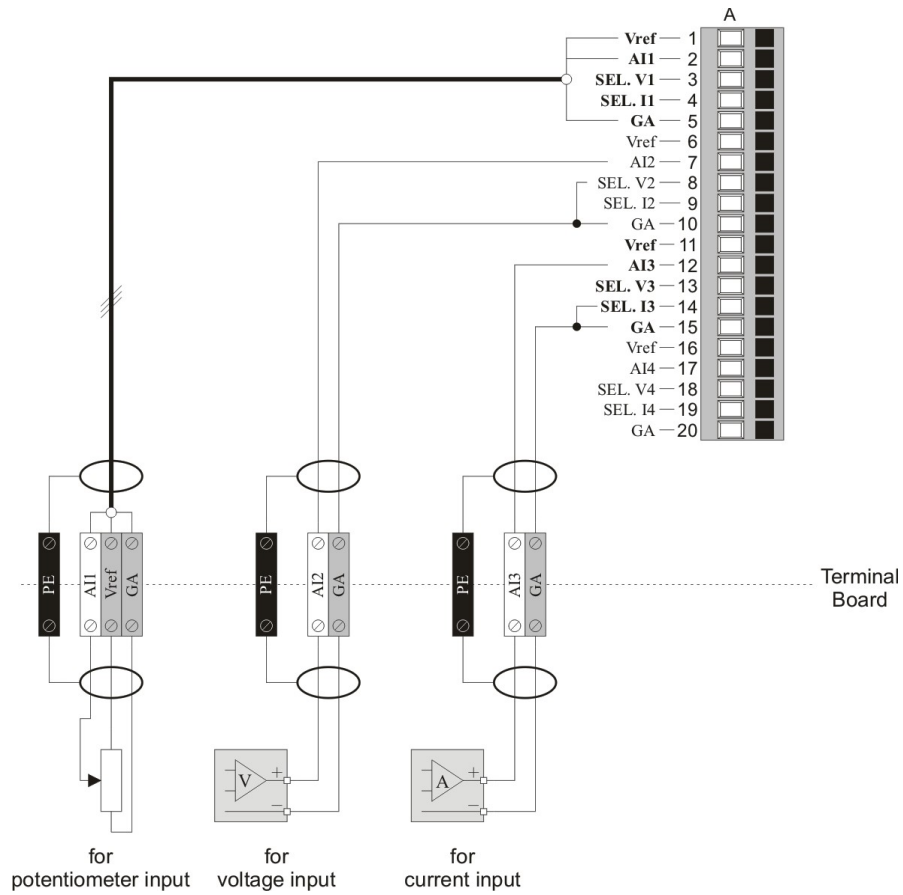 A
Vref 1
AI1 2
SEL. V1 3
SEL. I1 4
GA 5
Vref 6
AI2 7
SEL. V2 8
SEL. I2 9
GA 10
Vref 11
AI3 12
SEL. V3 13
SEL. I3 14
GA 15
Vref 16
AI4 17
SEL. V4 18
SEL. I4 19
GA 20
PE
AI1
Vref
GA
PE
AI2
GA
PE
AI3
GA
Terminal
Board
V
+
−
A
+
−
for
potentiometer input
for
voltage input
for
current input